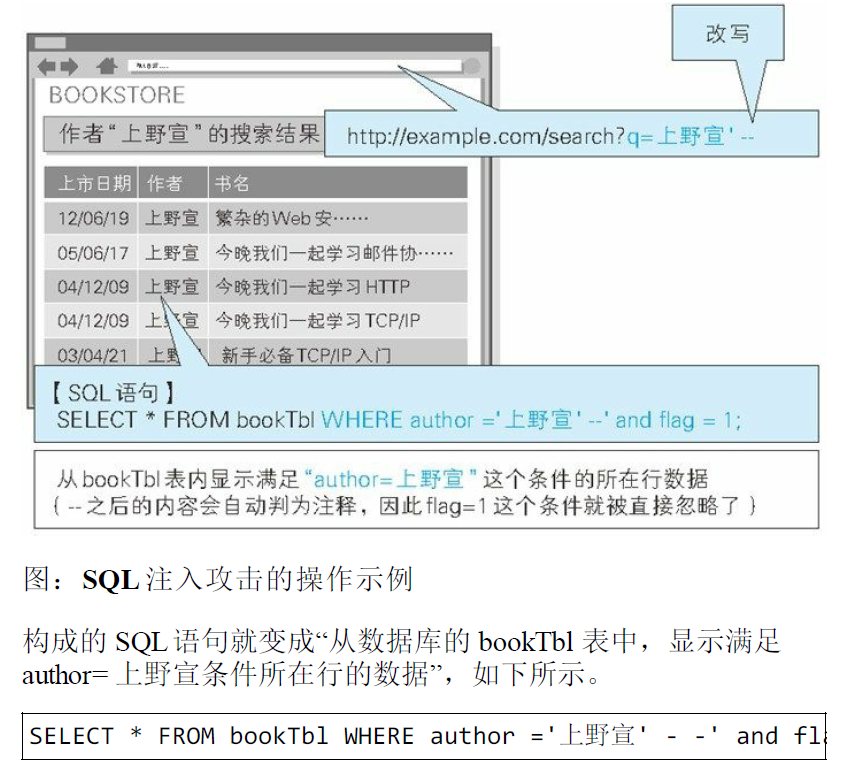 改写
BOOKSTORE
作者“上野宣”的搜索结果
http://example.com/search?q=上野宣' --
上市日期 作者 书名
12/06/19 上野宣 繁杂的Web安……
05/06/17 上野宣 今晚我们一起学习邮件协……
04/12/09 上野宣 今晚我们一起学习 HTTP
04/12/09 上野宣 今晚我们一起学习 TCP/IP
03/04/21 上野宣 新手必备TCP/IP 入门
【 SQL 语句 】
SELECT * FROM bookTbl WHERE author ='上野宣' --' and flag = 1;
从bookTbl 表内显示满足 “author=上野宣” 这个条件的所在行数据
( -- 之后的内容会自动判为注释，因此 flag=1 这个条件就被直接忽略了 )
图：SQL 注入攻击的操作示例
构成的 SQL 语句就变成“从数据库的 bookTbl 表中，显示满足
author= 上野宣条件所在行的数据”，如下所示。
SELECT * FROM bookTbl WHERE author ='上野宣' - -' and fla